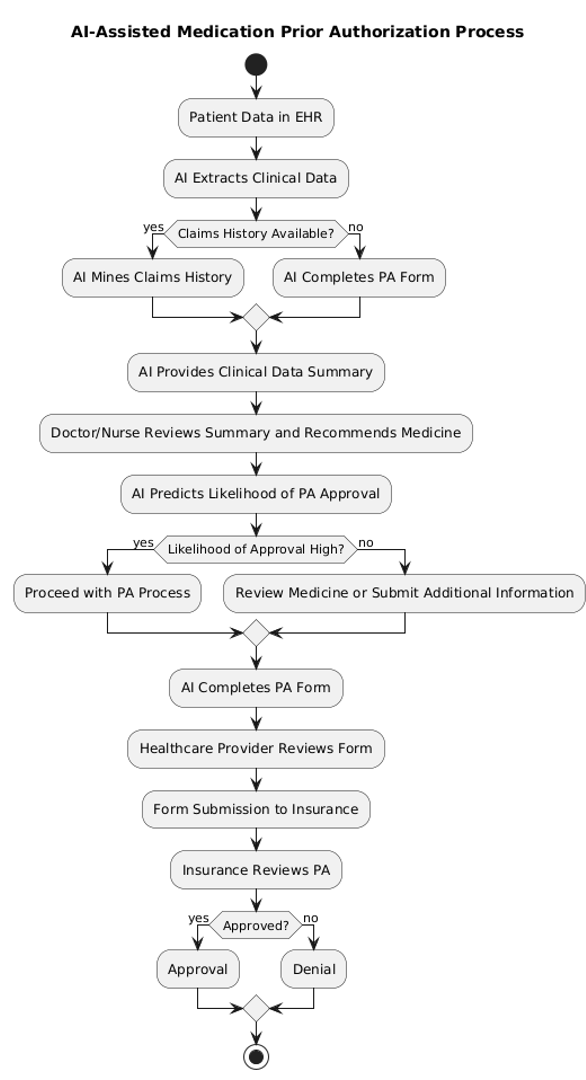 AI-Assisted Medication Prior Authorization Process
Patient Data in EHR
AI Extracts Clinical Data
yes
Claims History Available?
no
AI Mines Claims History
AI Completes PA Form
AI Provides Clinical Data Summary
Doctor/Nurse Reviews Summary and Recommends Medicine
AI Predicts Likelihood of PA Approval
yes
Likelihood of Approval High?
no
Proceed with PA Process
Review Medicine or Submit Additional Information
AI Completes PA Form
Healthcare Provider Reviews Form
Form Submission to Insurance
Insurance Reviews PA
yes
Approved?
no
Approval
Denial